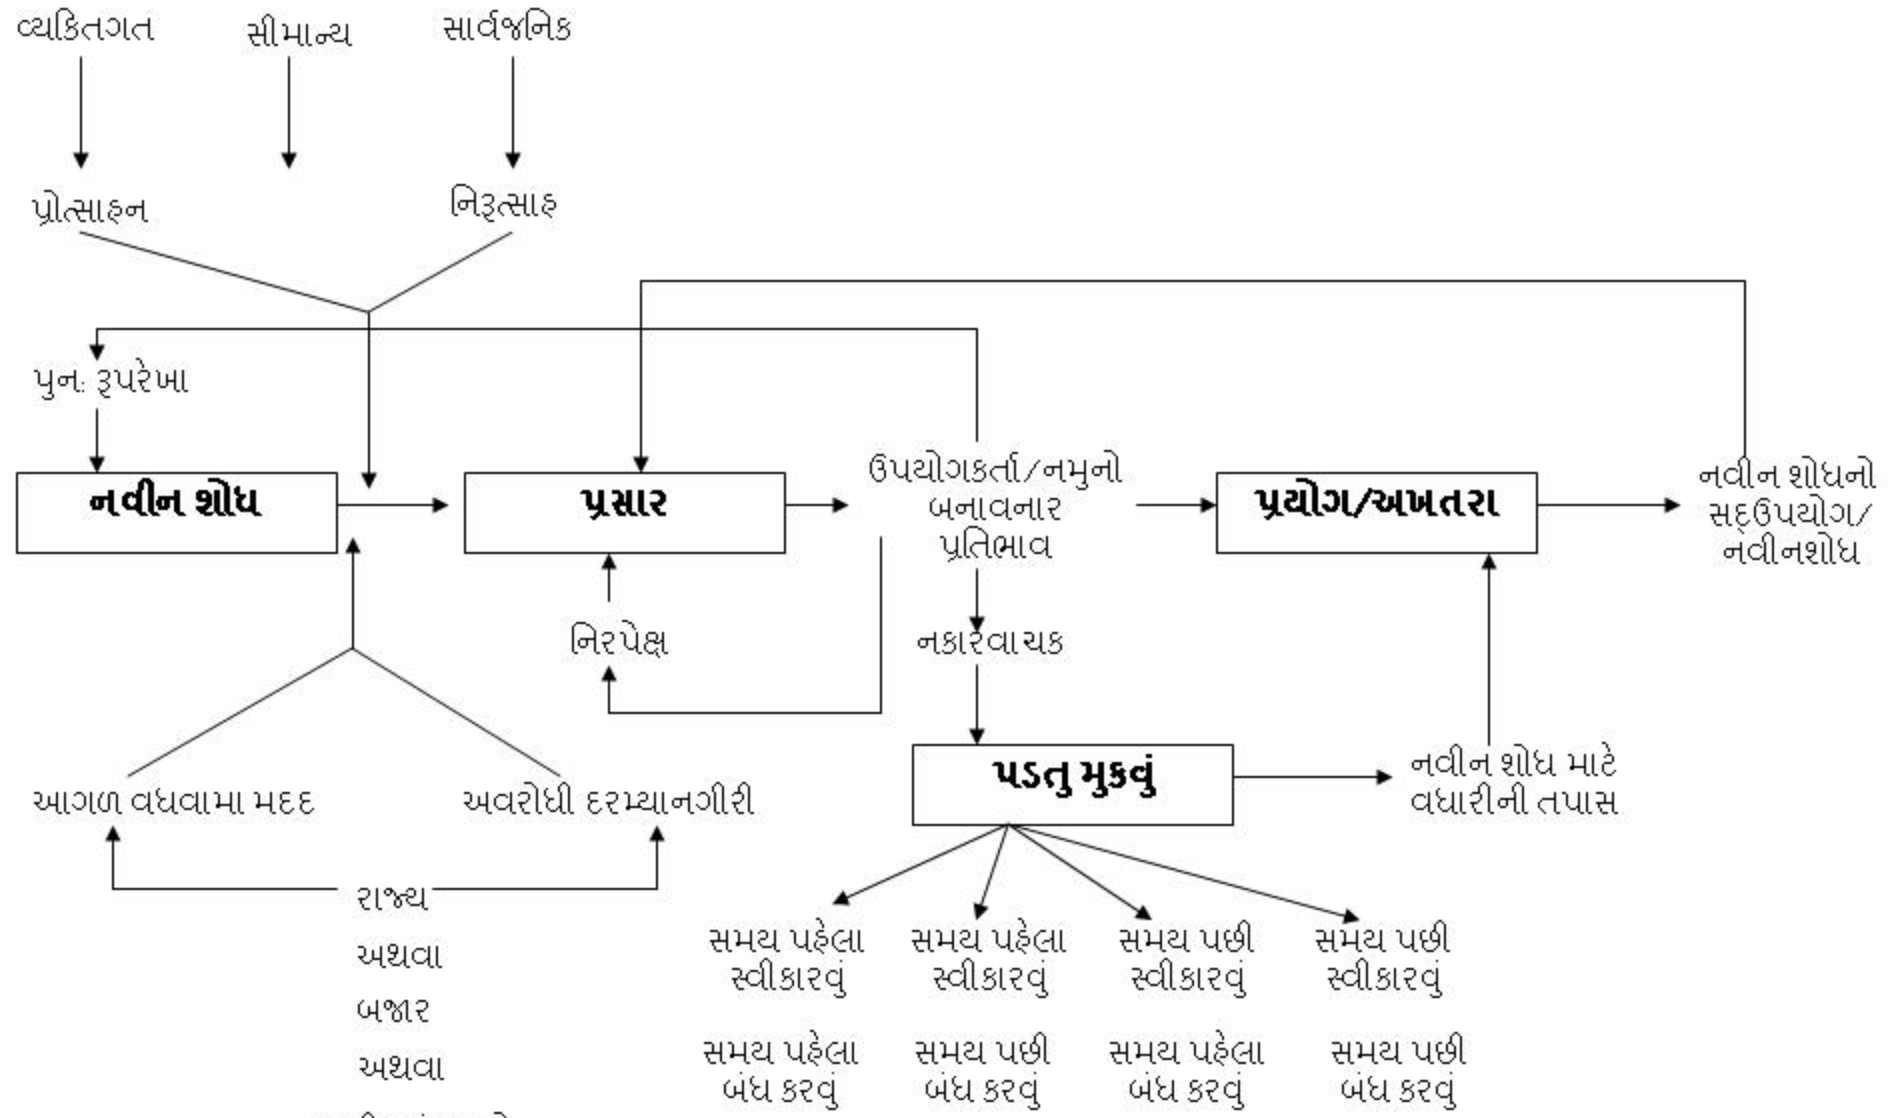 વ્યકિતગત સીમાન્ય સાર્વજનિક
પ્રોત્સાહન નિરૂત્સાહ
પુન: રૂપરેખા
નવીન શોધ
પ્રસાર
ઉપયોગકર્તા/નમુનો
બનાવનાર
પ્રતિભાવ
પ્રયોગ/અખતરા
નવીન શોધનો
સદ્ઉપયોગ/
નવીનશોધ
નિરપેક્ષ
નકારવાચક
આગળ વધવામા મદદ
અવરોધી દરમ્યાનગીરી
પડતુ મુકવું
નવીન શોધ માટે
વધારીની તપાસ
રાજ્ય
અથવા
બજાર
અથવા
સમય પહેલા
સ્વીકારવું
સમય પહેલા
સ્વીકારવું
સમય પછી
સ્વીકારવું
સમય પછી
સ્વીકારવું
સમય પહેલા
બંધ કરવું
સમય પછી
બંધ કરવું
સમય પહેલા
બંધ કરવું
સમય પછી
બંધ કરવું